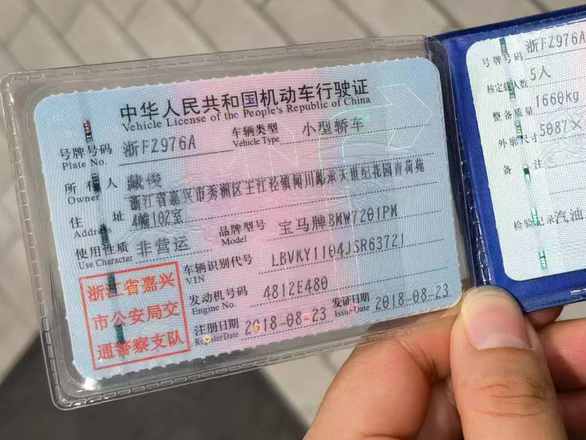 中华人民共和国机动车行驶证
Vehicle License of the People's Republic of China
号牌号码 浙FZ976A 车辆类型 小型轿车
Plate No. Vehicle Type
所有人 戴俊
Owner
住址 浙江省嘉兴市秀洲区王江泾镇闻川路承天世纪花园
Address 4幢102室
使用性质 非营运 品牌型号 宝马牌BMW7201PM
Use Character Model
浙江省嘉兴
市公安局交
通警察支队
车辆识别代号 LBVKY1104JSR63721
VIN
发动机号码 4812E480
Engine No.
注册日期 2018-08-23 发证日期 2018-08-23
Register Date Issue Date
号牌号码 浙FZ976A
核定载人数 5人
整备质量 1660kg
外廓尺寸 5087×
备注
检验记录 汽油